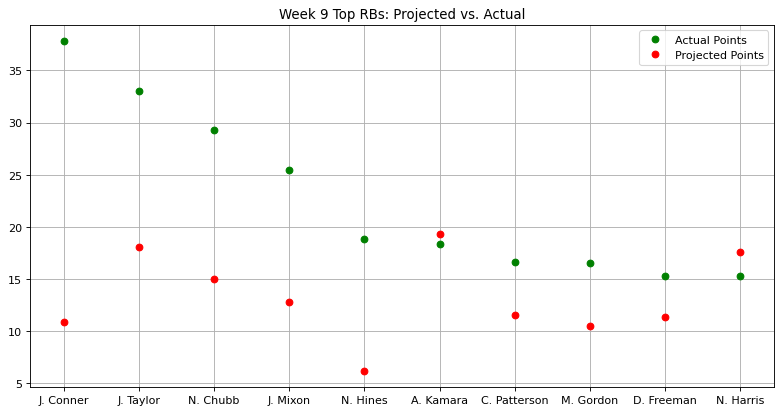 Week 9 Top RBs: Projected vs. Actual
Actual Points
Projected Points
35
30
25
20
15
10
5
J. Conner J. Taylor N. Chubb J. Mixon N. Hines A. Kamara C. Patterson M. Gordon D. Freeman N. Harris